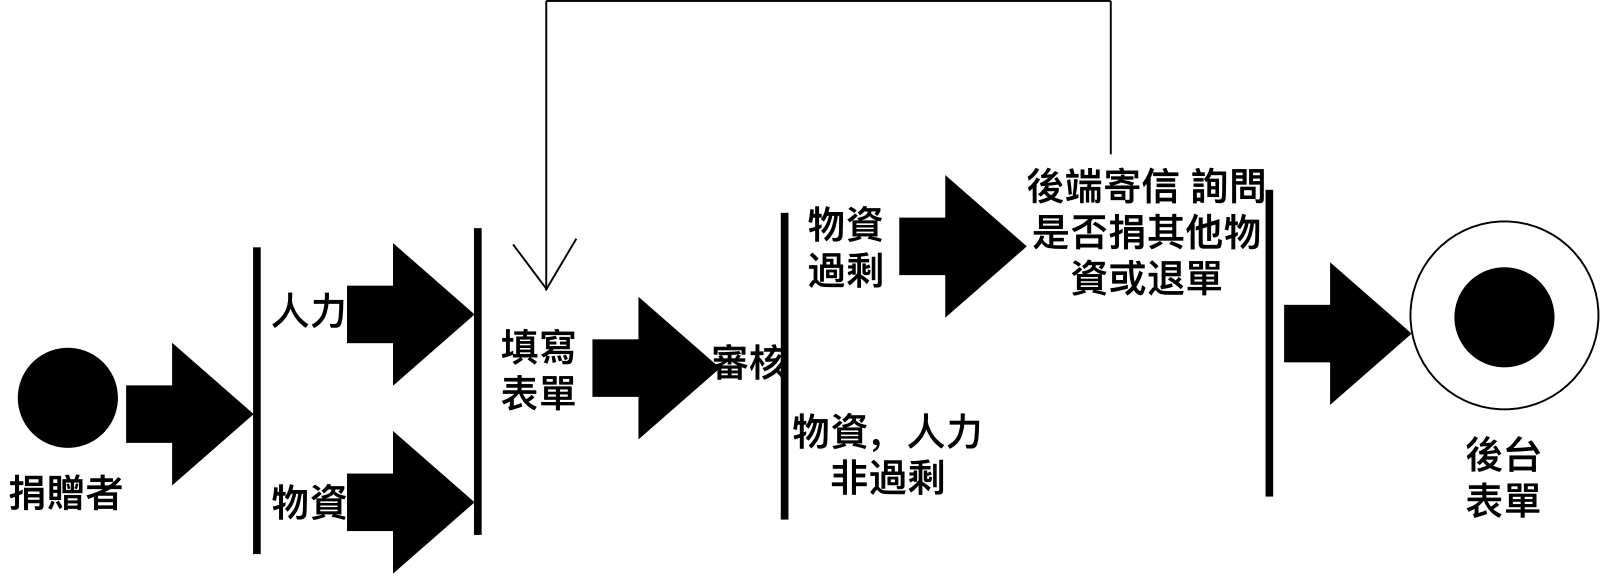 捐贈者
人力
物資
填寫
表單
審核
物資
過剩
物資，人力
非過剩
後端寄信 詢問
是否捐其他物
資或退單
後台
表單